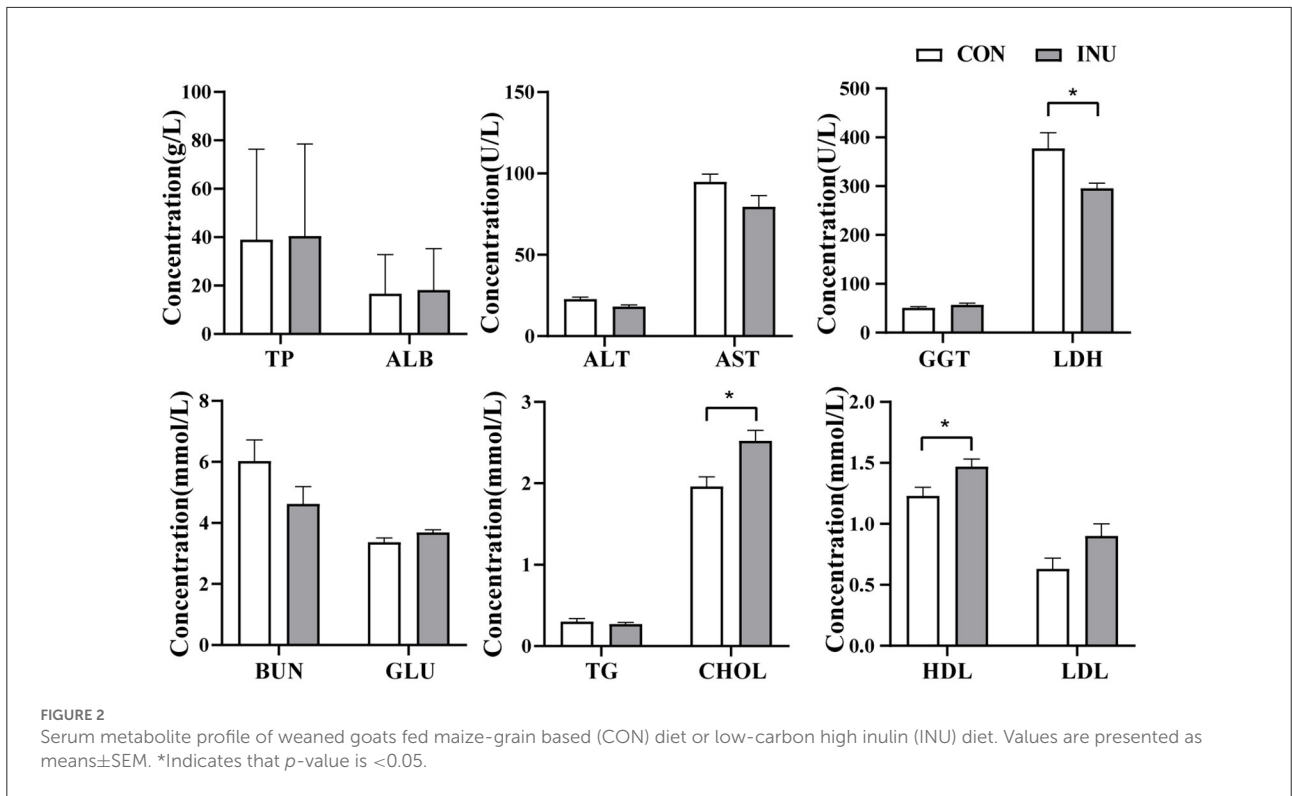 CON INU
Concentration(g/L)
100
80
60
40
20
0
TP ALB
Concentration(U/L)
150
100
50
0
ALT AST
Concentration(U/L)
500
400
300
200
100
0
*
GGT LDH
Concentration(mmol/L)
8
6
4
2
0
BUN GLU
Concentration(mmol/L)
3
2
1
0
*
TG CHOL
Concentration(mmol/L)
2.0
1.5
1.0
0.5
0.0
*
HDL LDL
FIGURE 2
Serum metabolite profile of weaned goats fed maize-grain based (CON) diet or low-carbon high inulin (INU) diet. Values are presented as
means±SEM. *Indicates that p-value is <0.05.